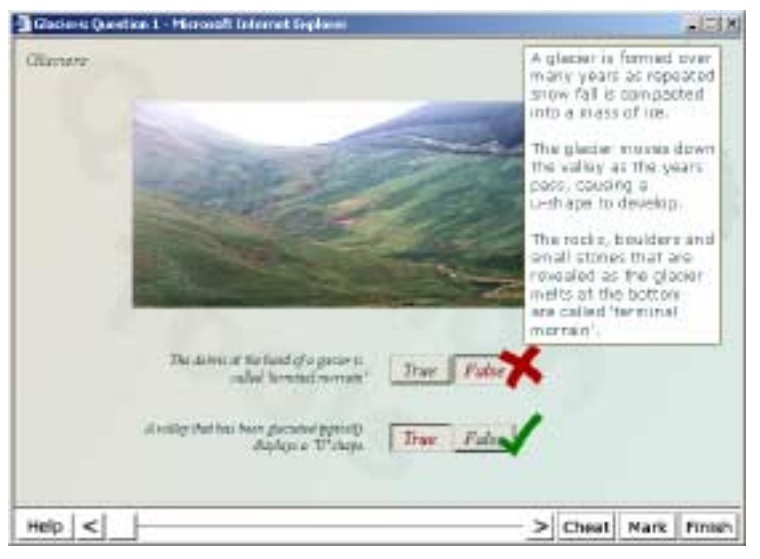 Glaciers: Question 1 - Microsoft Internet Explorer
Glaciers
A glacier is formed over
many years as repeated
snow fall is compacted
into a mass of ice.
The glacier moves down
the valley as the years
pass, causing a
u-shape to develop.
The rocks, boulders and
small stones that are
revealed as the glacier
melts at the bottom
are called 'terminal
morrain'.
The debris at the head of a glacier is
called 'terminal morrain'
True False
A valley that has been glaciated typically
displays a 'U' shape.
True False
Help < > Cheat Mark Finish